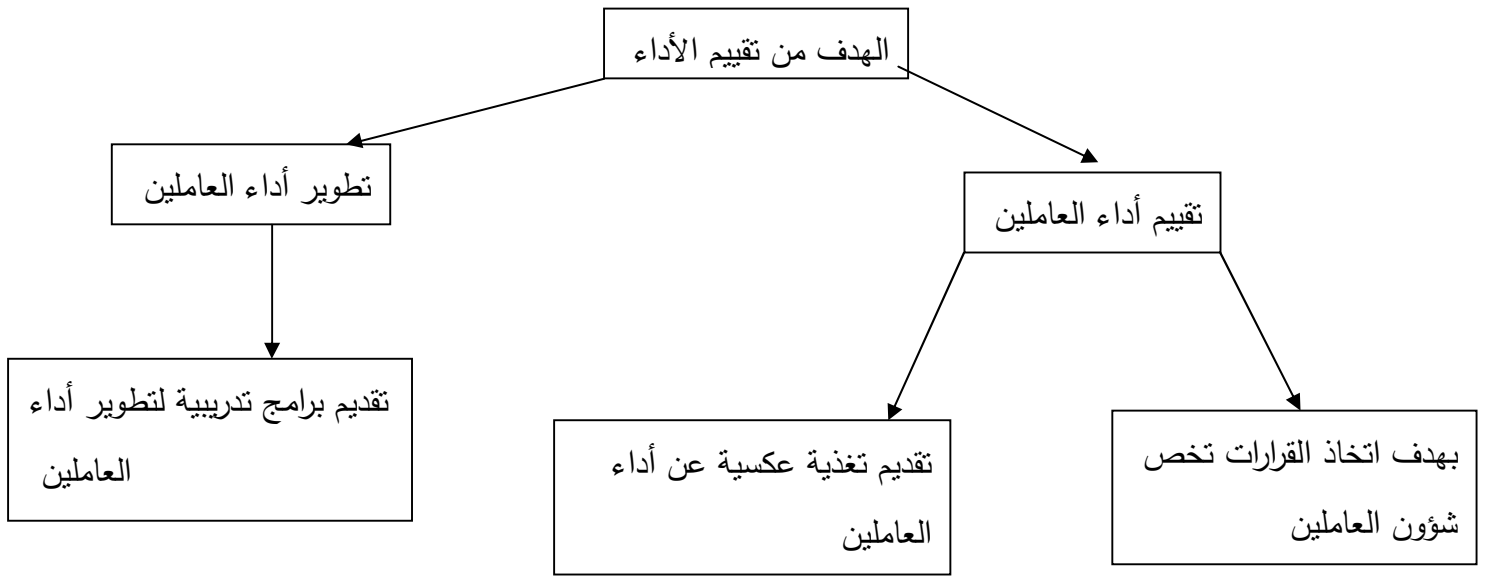 الهدف من تقييم الأداء
تقييم أداء العاملين
تطوير أداء العاملين
بهدف اتخاذ القرارات تخص
شؤون العاملين
تقديم تغذية عكسية عن أداء
العاملين
تقديم برامج تدريبية لتطوير أداء
العاملين